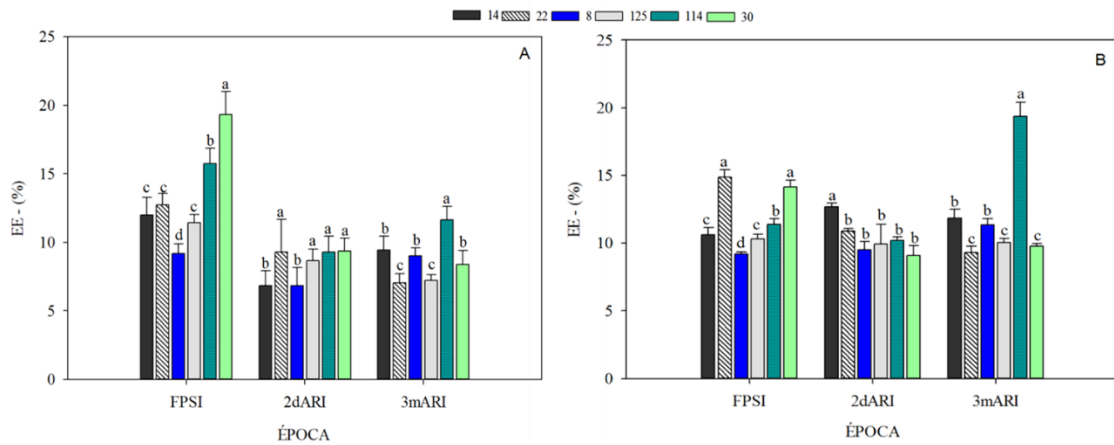 14 22 8 125 114 30
A
25
20
15
10
5
0
EE - (%)
c c d c b a
b a b a a a
b c b c a b
FPSI 2dARI 3mARI
ÉPOCA
B
25
20
15
10
5
0
EE - (%)
c a d c b a
a b b b b b
b c b c a c
FPSI 2dARI 3mARI
ÉPOCA